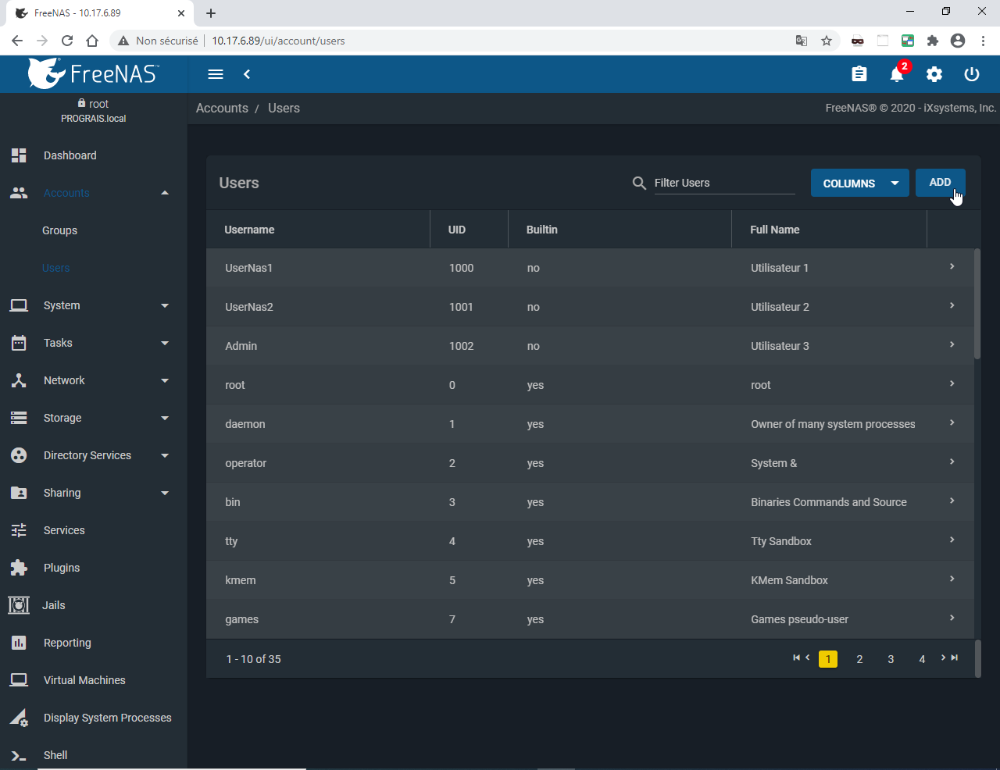 FreeNAS - 10.17.6.89
Non sécurisé 10.17.6.89/ui/account/users
FreeNAS™ 2
root
PROGRAIS.local
Accounts / Users
FreeNAS® © 2020 - iXsystems, Inc.
Dashboard
Accounts
Groups
Users
System
Tasks
Network
Storage
Directory Services
Sharing
Services
Plugins
Jails
Reporting
Virtual Machines
Display System Processes
Shell
Users Filter Users COLUMNS ADD
Username UID Builtin Full Name
UserNas1 1000 no Utilisateur 1
UserNas2 1001 no Utilisateur 2
Admin 1002 no Utilisateur 3
root 0 yes root
daemon 1 yes Owner of many system processes
operator 2 yes System &
bin 3 yes Binaries Commands and Source
tty 4 yes Tty Sandbox
kmem 5 yes KMem Sandbox
games 7 yes Games pseudo-user
1 - 10 of 35 1 2 3 4